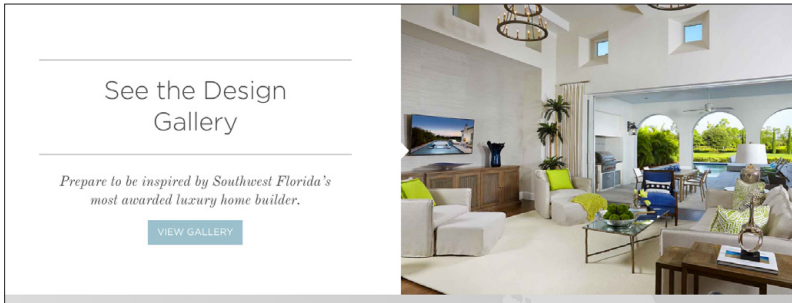 See the Design
Gallery
Prepare to be inspired by Southwest Florida's
most awarded luxury home builder.
VIEW GALLERY